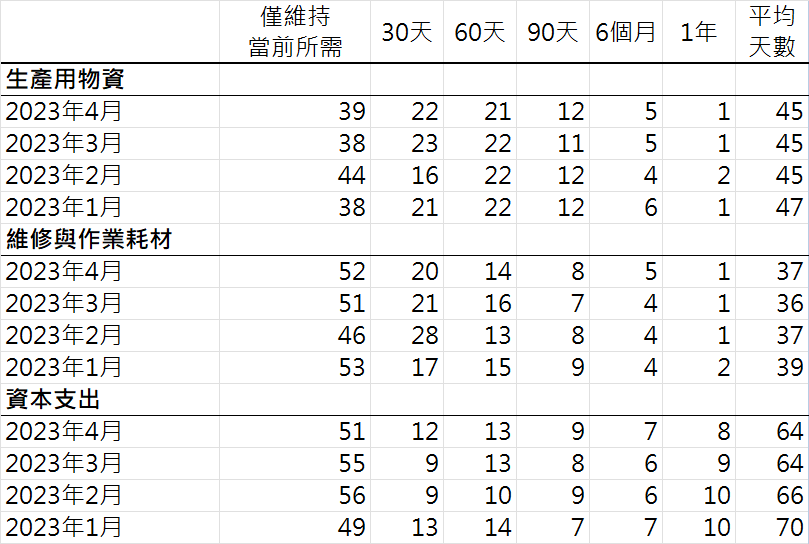 僅維持
當前所需 30天 60天 90天 6個月 1年 平均
天數
生產用物資
2023年4月 39 22 21 12 5 1 45
2023年3月 38 23 22 11 5 1 45
2023年2月 44 16 22 12 4 2 45
2023年1月 38 21 22 12 6 1 47
維修與作業耗材
2023年4月 52 20 14 8 5 1 37
2023年3月 51 21 16 7 4 1 36
2023年2月 46 28 13 8 4 1 37
2023年1月 53 17 15 9 4 2 39
資本支出
2023年4月 51 12 13 9 7 8 64
2023年3月 55 9 13 8 6 9 64
2023年2月 56 9 10 9 6 10 66
2023年1月 49 13 14 7 7 10 70